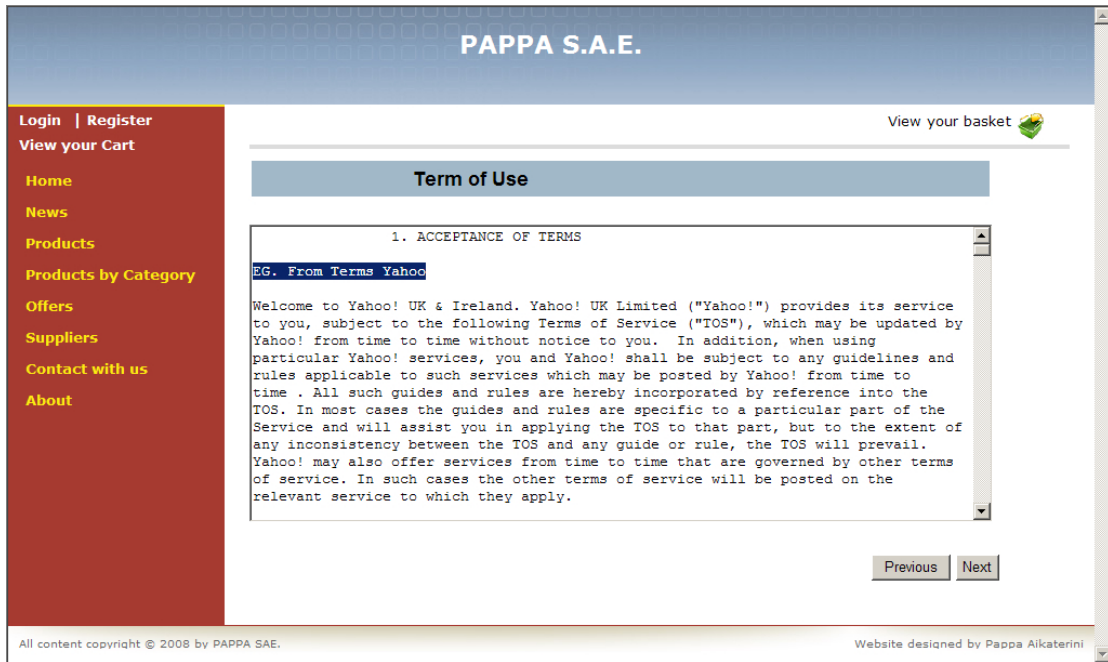 PAPPA S.A.E.
Login | Register
View your Cart
Home
News
Products
Products by Category
Offers
Suppliers
Contact with us
About
View your basket
Term of Use
1. ACCEPTANCE OF TERMS
EG. From Terms Yahoo
Welcome to Yahoo! UK & Ireland. Yahoo! UK Limited ("Yahoo!") provides its service
to you, subject to the following Terms of Service ("TOS"), which may be updated by
Yahoo! from time to time without notice to you.  In addition, when using
particular Yahoo! services, you and Yahoo! shall be subject to any guidelines and
rules applicable to such services which may be posted by Yahoo! from time to
time . All such guides and rules are hereby incorporated by reference into the
TOS. In most cases the guides and rules are specific to a particular part of the
Service and will assist you in applying the TOS to that part, but to the extent of
any inconsistency between the TOS and any guide or rule, the TOS will prevail.
Yahoo! may also offer services from time to time that are governed by other terms
of service. In such cases the other terms of service will be posted on the
relevant service to which they apply.
Previous Next
All content copyright © 2008 by PAPPA SAE.
Website designed by Pappa Aikaterini